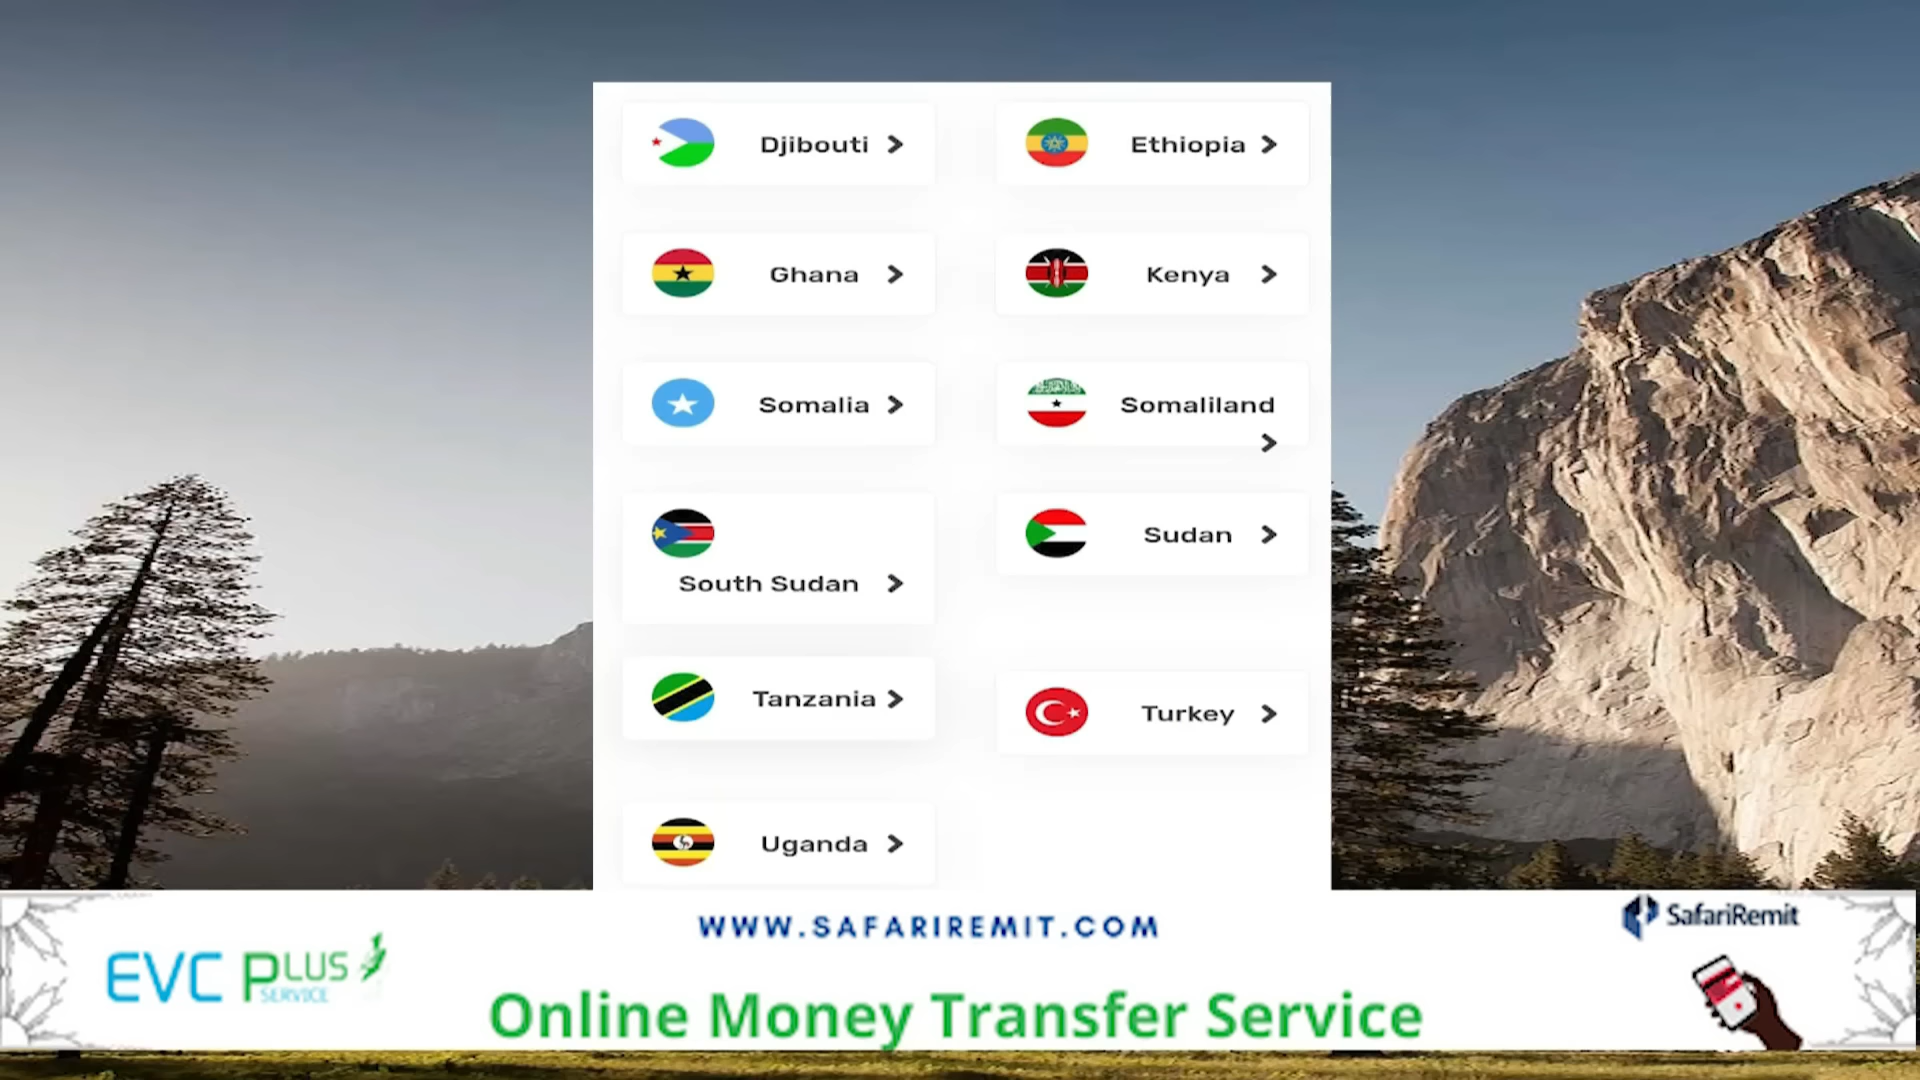 Djibouti
Ethiopia
Ghana
Kenya
Somalia
Somaliland
South Sudan
Sudan
Tanzania
Turkey
Uganda
WWW.SAFARIREMIT.COM
SafariRemit
EVC PLUS
SERVICE
Online Money Transfer Service